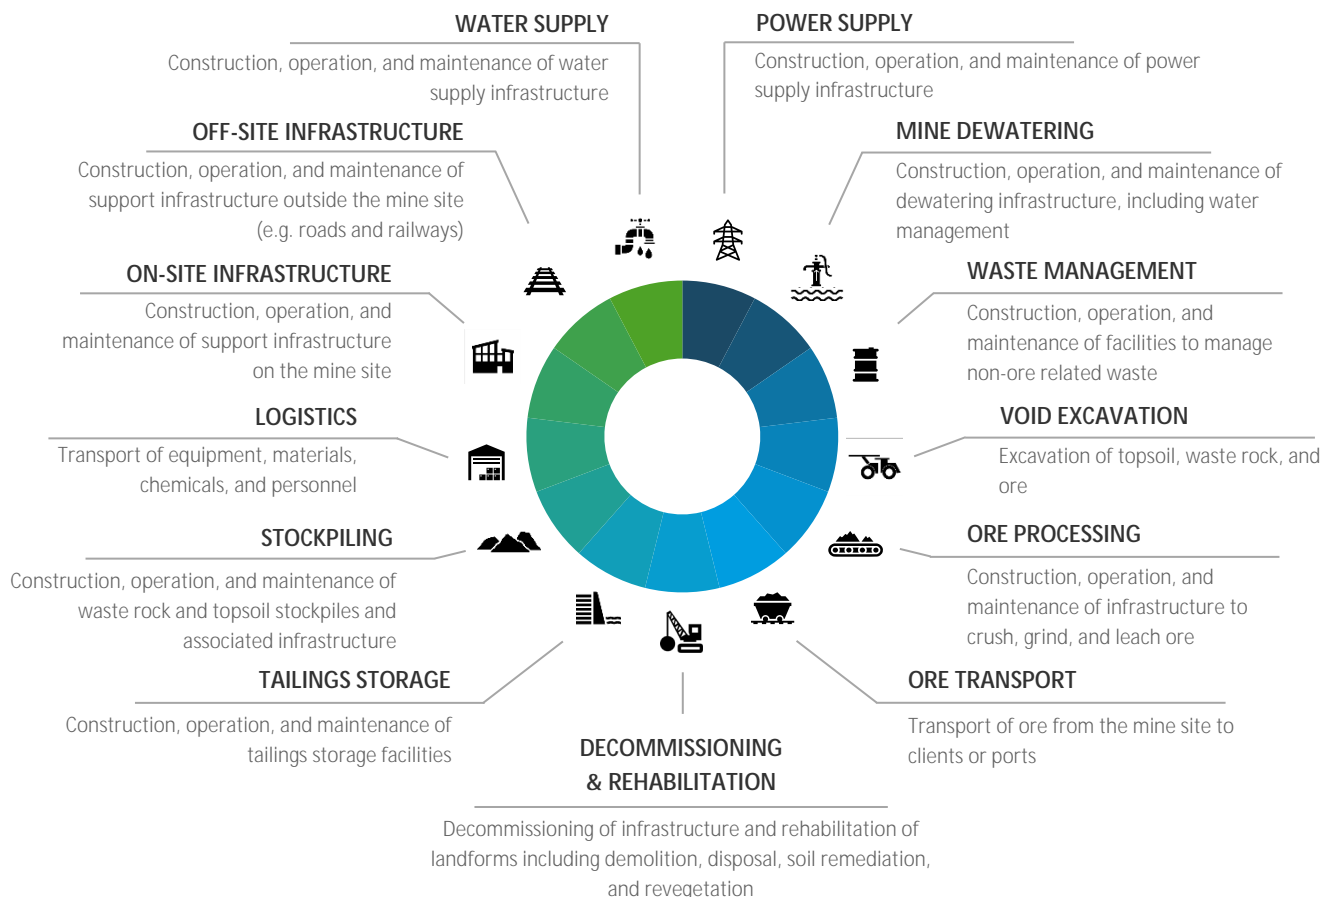 WATER SUPPLY
Construction, operation, and maintenance of water
supply infrastructure
POWER SUPPLY
Construction, operation, and maintenance of power
supply infrastructure
OFF-SITE INFRASTRUCTURE
Construction, operation, and maintenance of
support infrastructure outside the mine site
(e.g. roads and railways)
MINE DEWATERING
Construction, operation, and maintenance of
dewatering infrastructure, including water
management
ON-SITE INFRASTRUCTURE
Construction, operation, and
maintenance of support infrastructure
on the mine site
WASTE MANAGEMENT
Construction, operation, and
maintenance of facilities to manage
non-ore related waste
LOGISTICS
Transport of equipment, materials,
chemicals, and personnel
VOID EXCAVATION
Excavation of topsoil, waste rock, and
ore
STOCKPILING
Construction, operation, and maintenance of
waste rock and topsoil stockpiles and
associated infrastructure
ORE PROCESSING
Construction, operation, and
maintenance of infrastructure to
crush, grind, and leach ore
TAILINGS STORAGE
Construction, operation, and maintenance of
tailings storage facilities
ORE TRANSPORT
Transport of ore from the mine site to
clients or ports
DECOMMISSIONING
& REHABILITATION
Decommissioning of infrastructure and rehabilitation of
landforms including demolition, disposal, soil remediation,
and revegetation